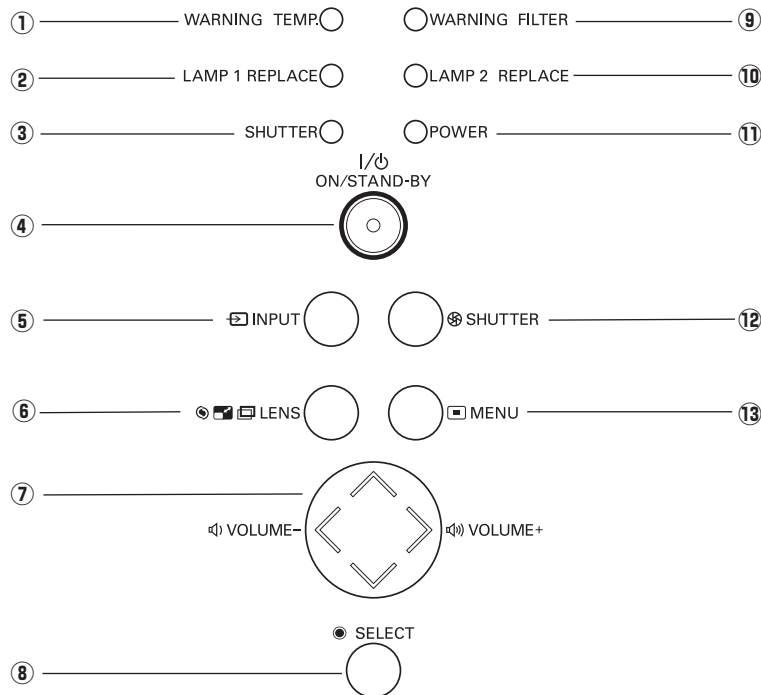 ① WARNING TEMP. WARNING FILTER ⑨
② LAMP 1 REPLACE LAMP 2 REPLACE ⑩
③ SHUTTER POWER ⑪
I/⏻
ON/STAND-BY
④
⑤ INPUT SHUTTER ⑫
⑥ LENS MENU ⑬
⑦
VOLUME- VOLUME+
SELECT
⑧